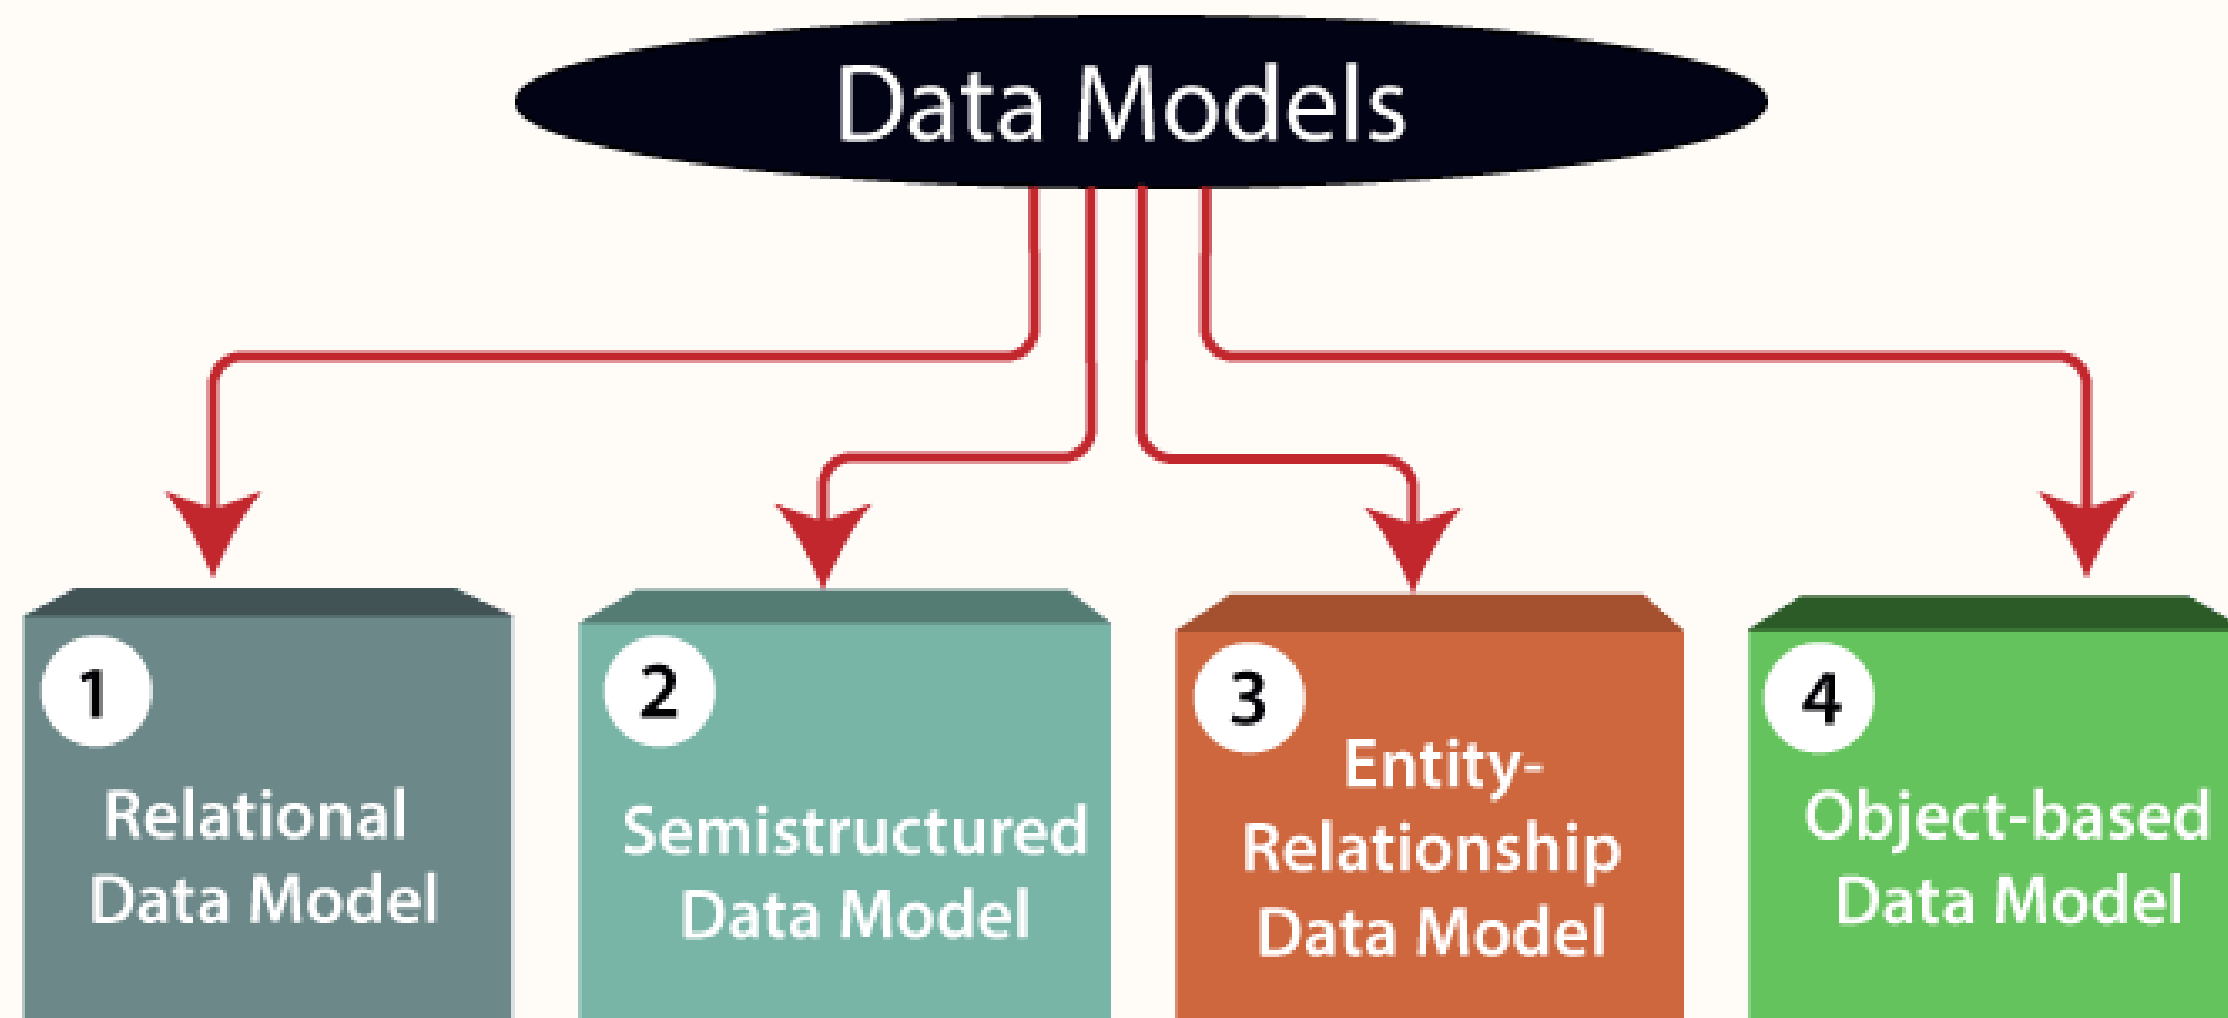 Data Models
1
Relational
Data Model
2
Semistructured
Data Model
3
Entity-
Relationship
Data Model
4
Object-based
Data Model